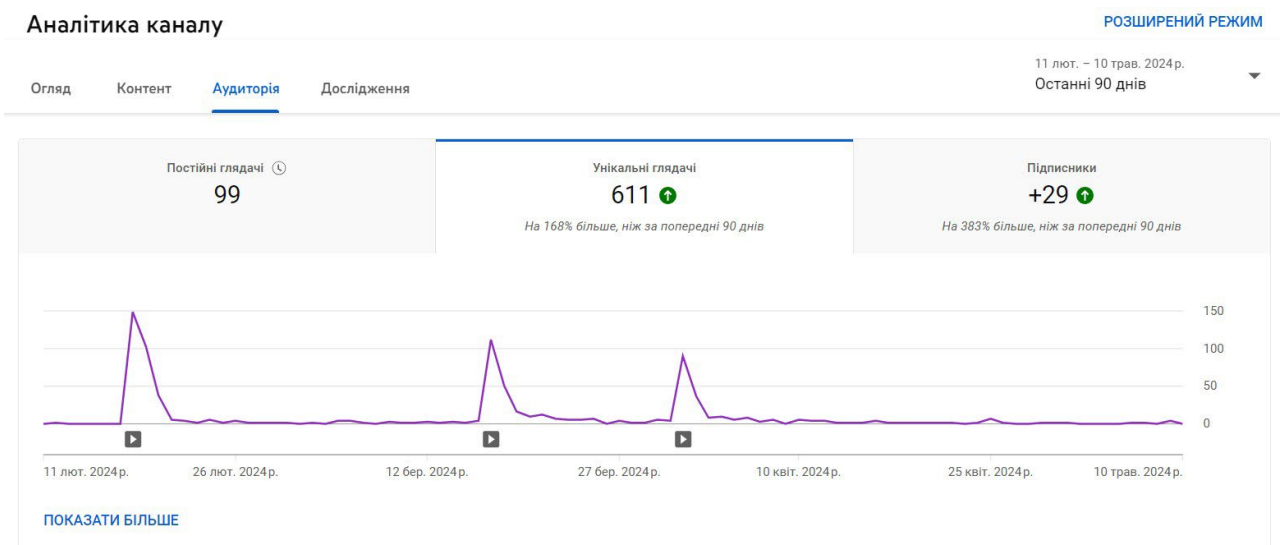 Аналітика каналу
РОЗШИРЕНИЙ РЕЖИМ
Огляд Контент Аудиторія Дослідження
11 лют. – 10 трав. 2024 р.
Останні 90 днів
Постійні глядачі
99
Унікальні глядачі
611
На 168% більше, ніж за попередні 90 днів
Підписники
+29
На 383% більше, ніж за попередні 90 днів
150
100
50
0
11 лют. 2024 р. 26 лют. 2024 р. 12 бер. 2024 р. 27 бер. 2024 р. 10 квіт. 2024 р. 25 квіт. 2024 р. 10 трав. 2024 р.
ПОКАЗАТИ БІЛЬШЕ